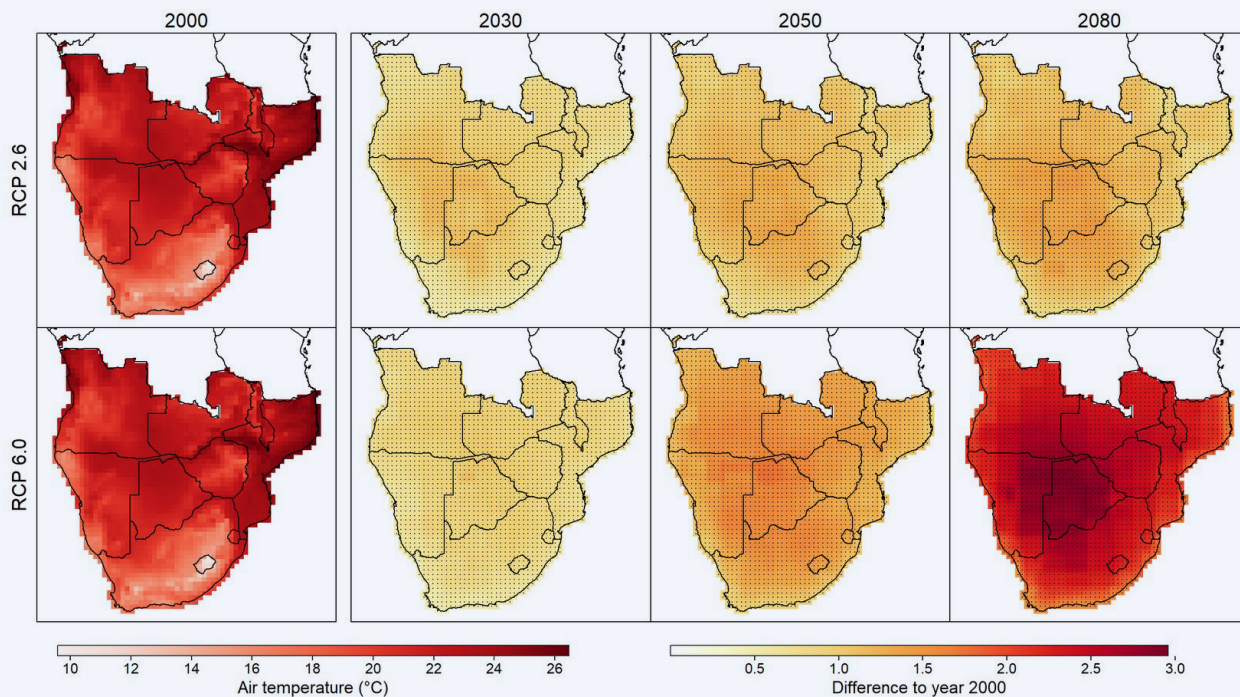 2000 2030 2050 2080
RCP 2.6
RCP 6.0
10 12 14 16 18 20 22 24 26
Air temperature (°C)
0.5 1.0 1.5 2.0 2.5 3.0
Difference to year 2000